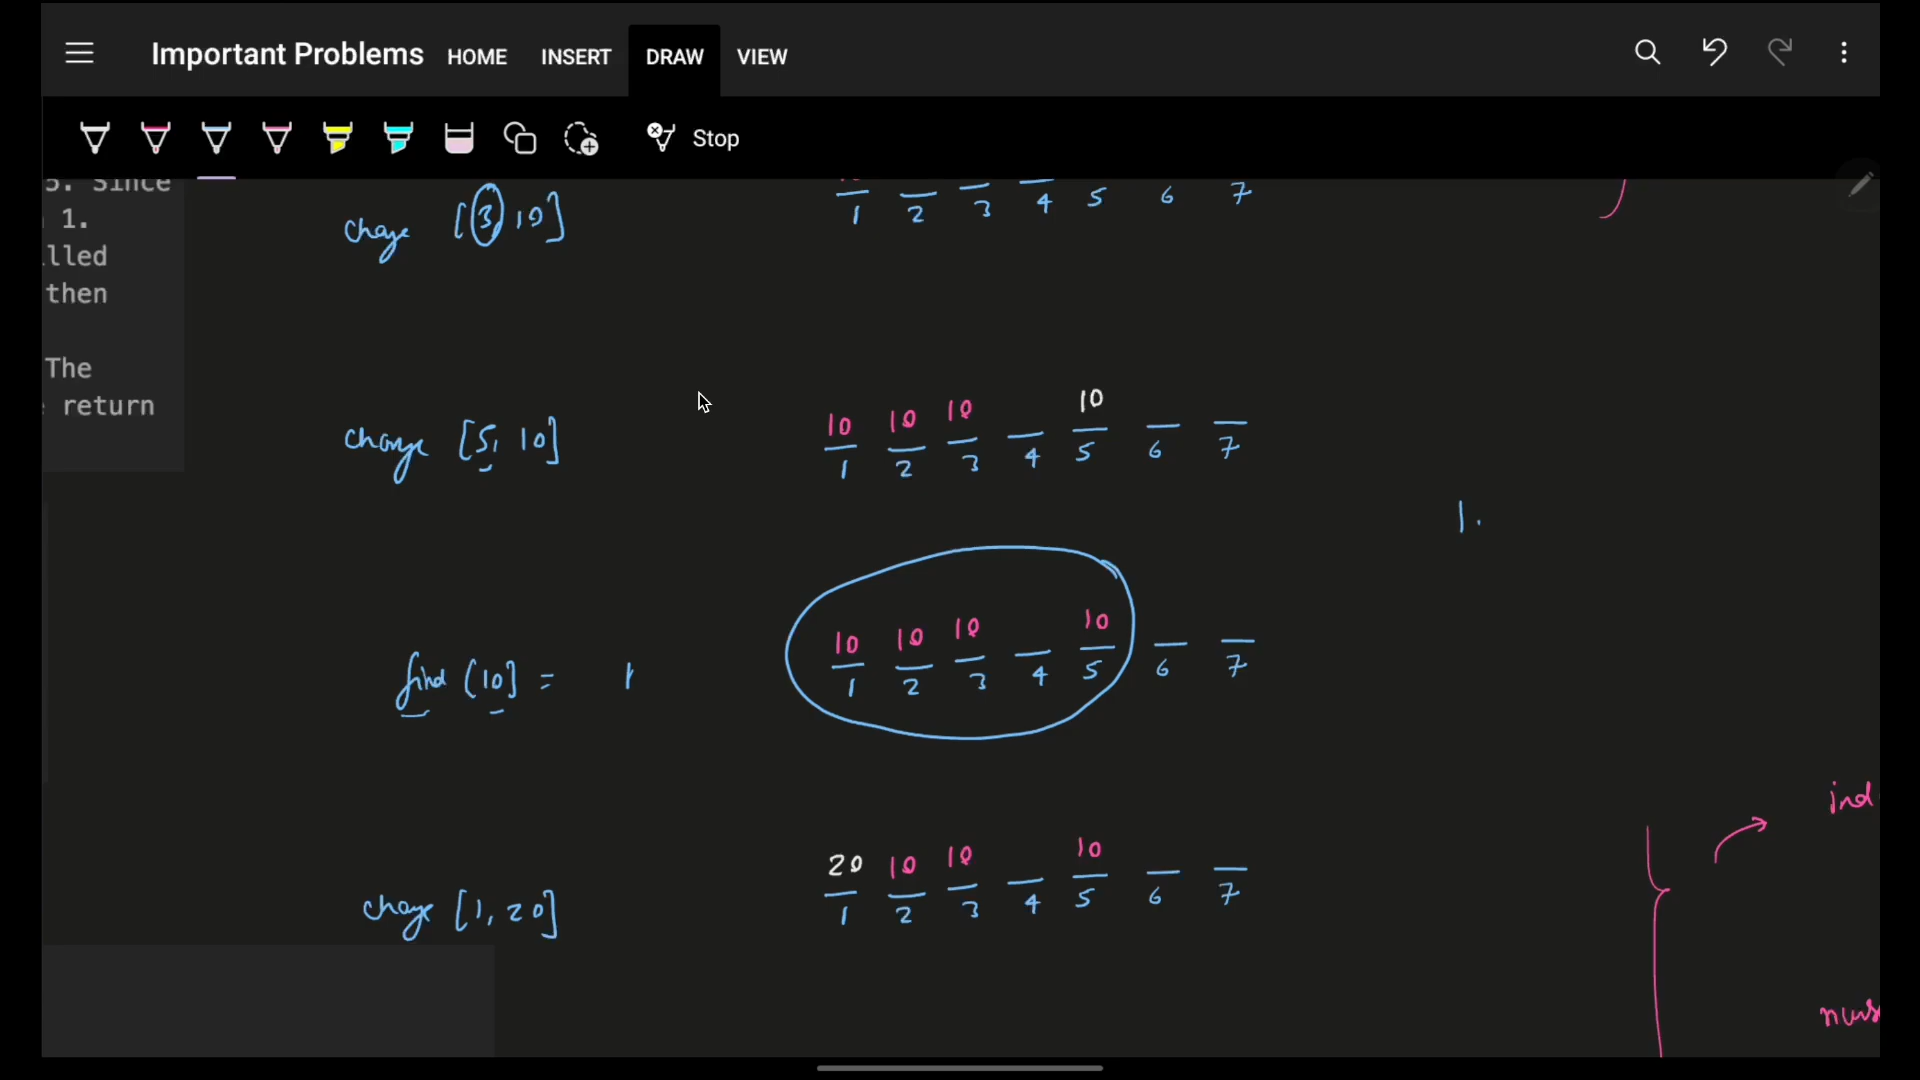 Important Problems HOME INSERT DRAW VIEW
Stop
5. Since
1.
lled
then
The
return
change [3, 10]
1 2 3 4 5 6 7
change [5, 10]
10 10 10 10
1 2 3 4 5 6 7
1.
find [10] = 1
10 10 10 10
1 2 3 4 5 6 7
ind
change [1, 20]
20 10 10 10
1 2 3 4 5 6 7